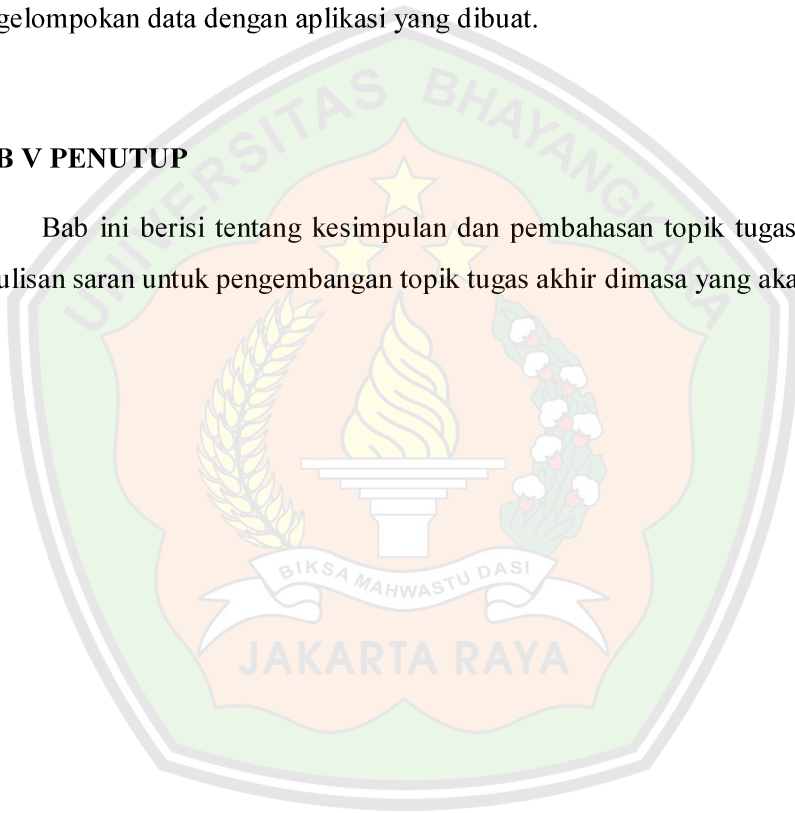 gelompokan data dengan aplikasi yang dibuat.
UNIVERSITAS BHAYANGKARA
B V PENUTUP
Bab ini berisi tentang kesimpulan dan pembahasan topik tugas
ulisan saran untuk pengembangan topik tugas akhir dimasa yang aka
BIKSA MAHWASTU DASI
JAKARTA RAYA